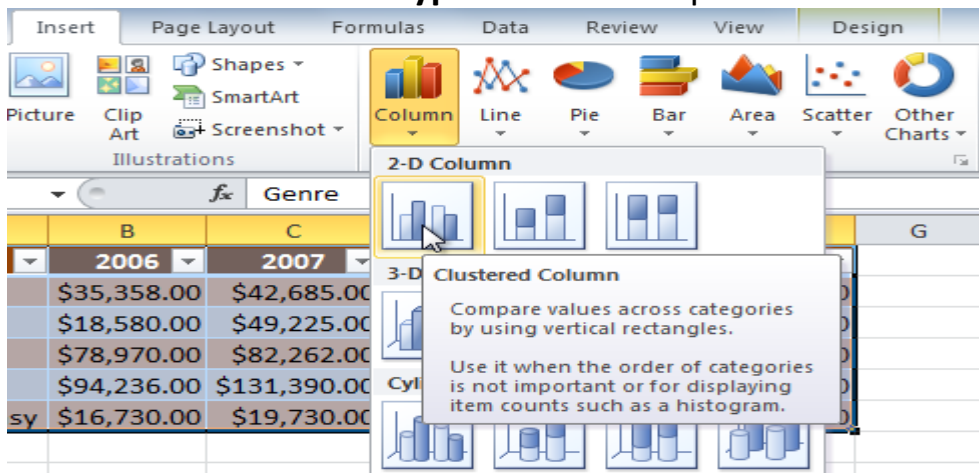 Insert Page Layout Formulas Data Review View Design
Shapes
SmartArt
Screenshot
Picture Clip Art
Column Line Pie Bar Area Scatter Other Charts
Illustrations
2-D Column
fx Genre
B C G
2006 2007
3-D
Clustered Column
$35,358.00 $42,685.00
Compare values across categories
by using vertical rectangles.
$18,580.00 $49,225.00
$78,970.00 $82,262.00
Use it when the order of categories
is not important or for displaying
item counts such as a histogram.
$94,236.00 $131,390.00
Cyli
sy $16,730.00 $19,730.00